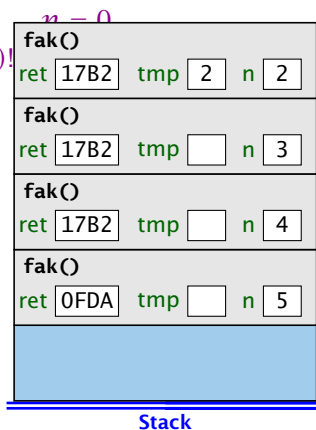 n = 0
)!
fak()
ret 17B2 tmp 2 n 2
fak()
ret 17B2 tmp n 3
fak()
ret 17B2 tmp n 4
fak()
ret 0FDA tmp n 5
Stack